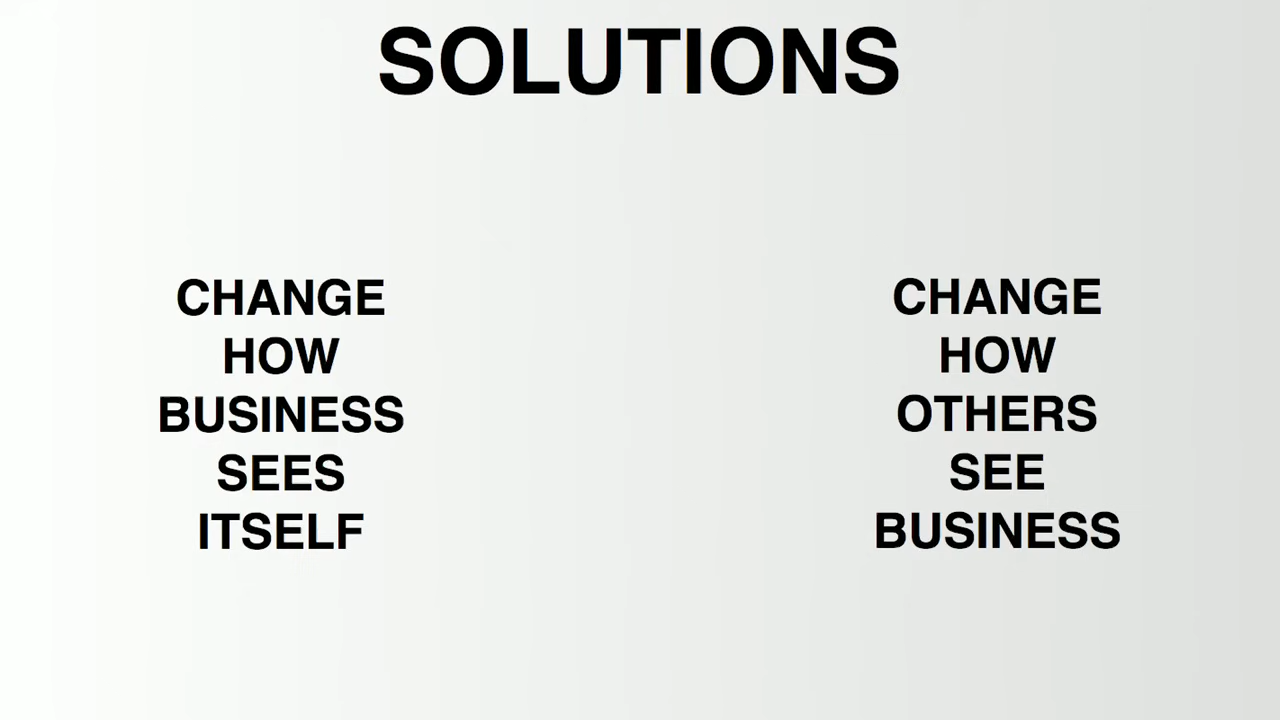 SOLUTIONS
CHANGE
HOW
BUSINESS
SEES
ITSELF
CHANGE
HOW
OTHERS
SEE
BUSINESS